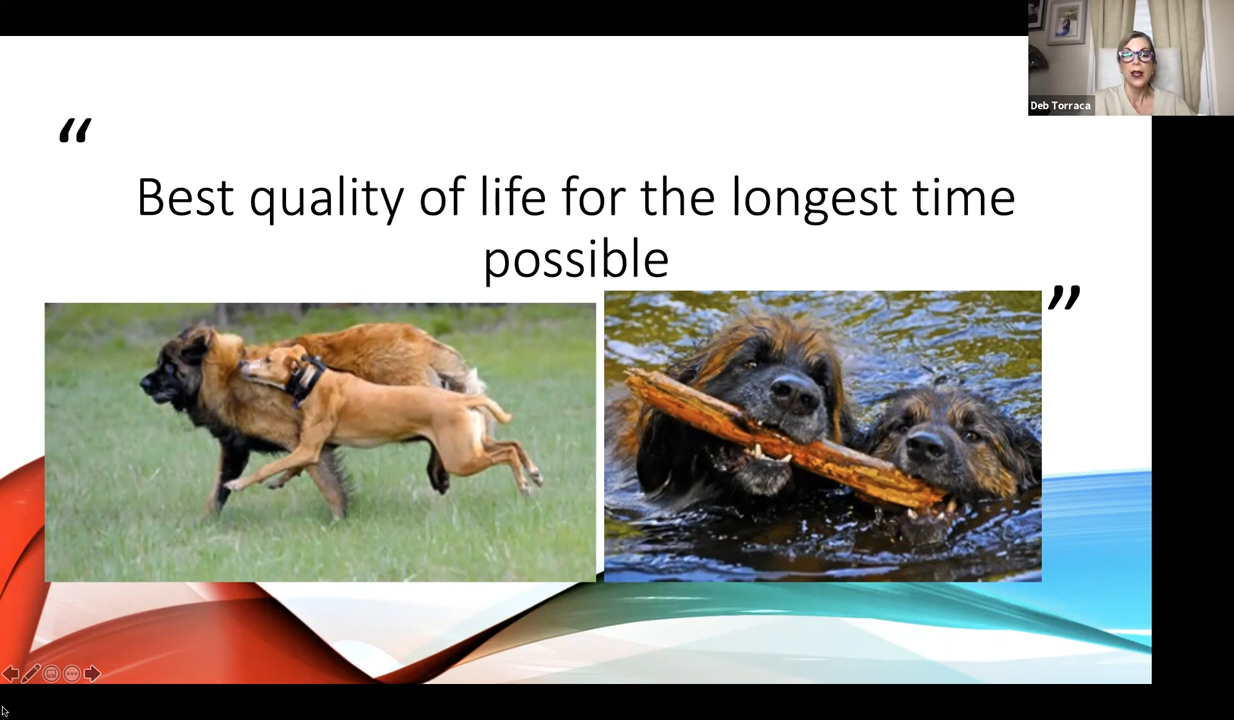 Deb Torraca
“
Best quality of life for the longest time
possible
”